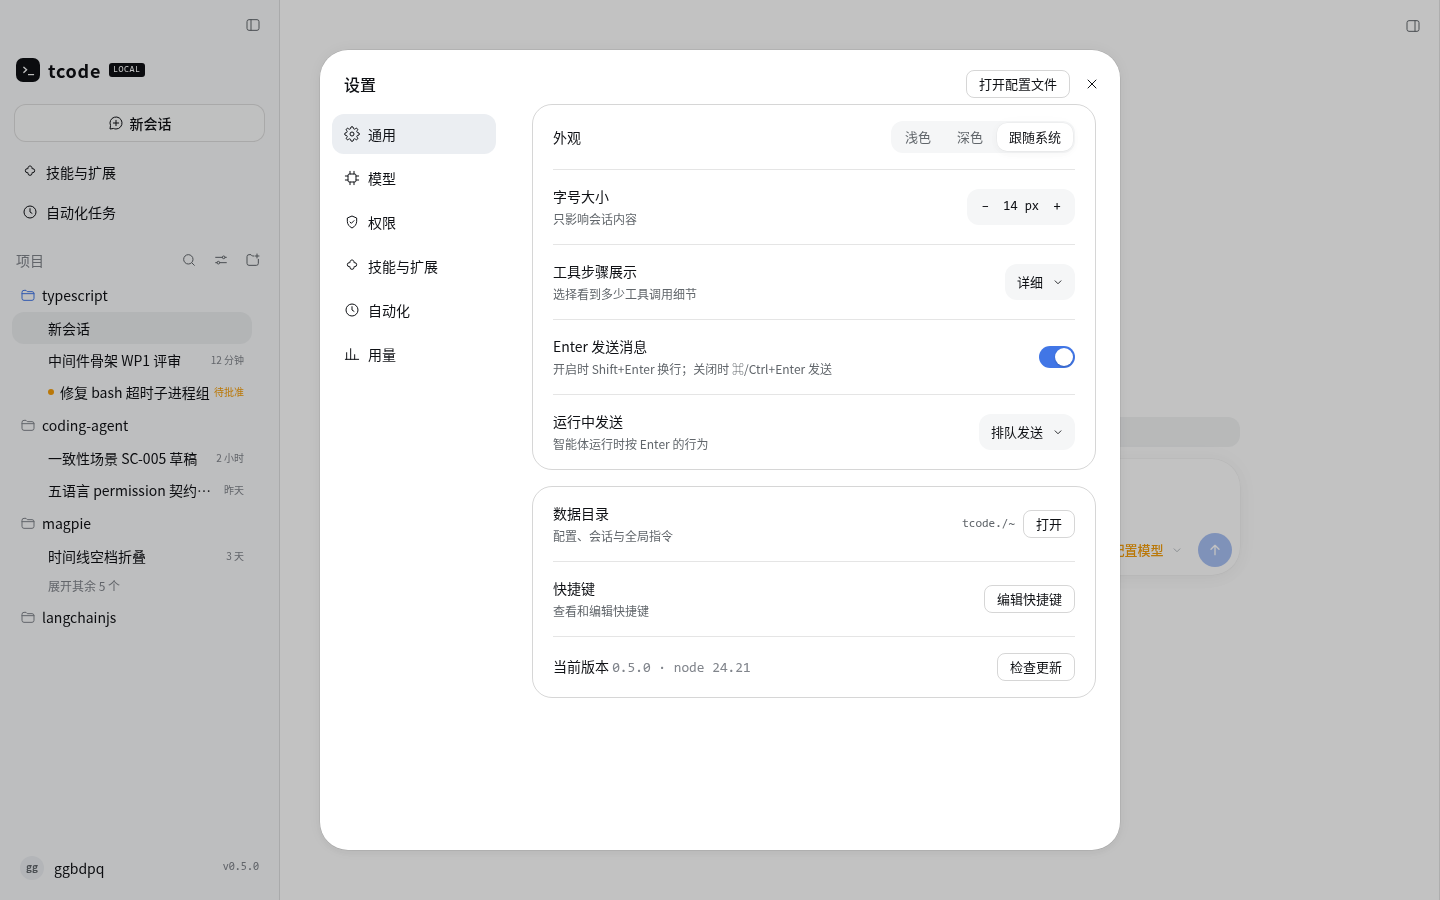 tcode LOCAL
新会话
技能与扩展
自动化任务
项目
typescript
新会话
中间件骨架 WP1 评审 12 分钟
修复 bash 超时子进程组 待批准
coding-agent
一致性场景 SC-005 草稿 2 小时
五语言 permission 契约… 昨天
magpie
时间线空档折叠 3 天
展开其余 5 个
langchainjs
gg ggbdpq v0.5.0
设置 打开配置文件
通用
模型
权限
技能与扩展
自动化
用量
外观 浅色 深色 跟随系统
字号大小
只影响会话内容
− 14 px +
工具步骤展示
选择看到多少工具调用细节
详细
Enter 发送消息
开启时 Shift+Enter 换行；关闭时 ⌘/Ctrl+Enter 发送
运行中发送
智能体运行时按 Enter 的行为
排队发送
数据目录
配置、会话与全局指令
tcode./~ 打开
快捷键
查看和编辑快捷键
编辑快捷键
当前版本 0.5.0 · node 24.21 检查更新
置模型